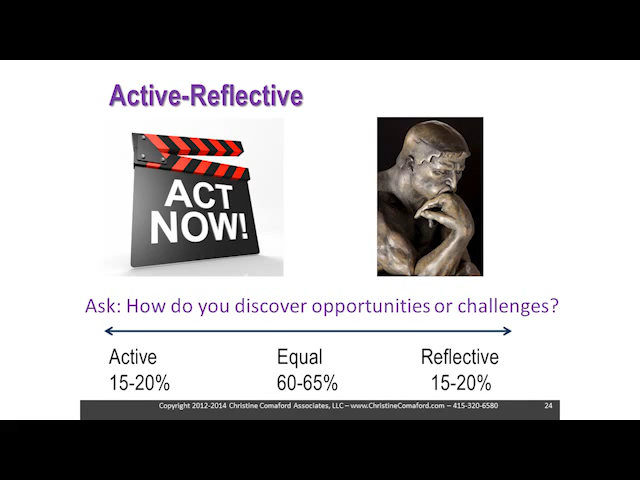 Active-Reflective
ACT
NOW!
Ask: How do you discover opportunities or challenges?
Active Equal Reflective
15-20% 60-65% 15-20%
Copyright 2012-2014 Christine Comaford Associates, LLC – www.ChristineComaford.com – 415-320-6580 24